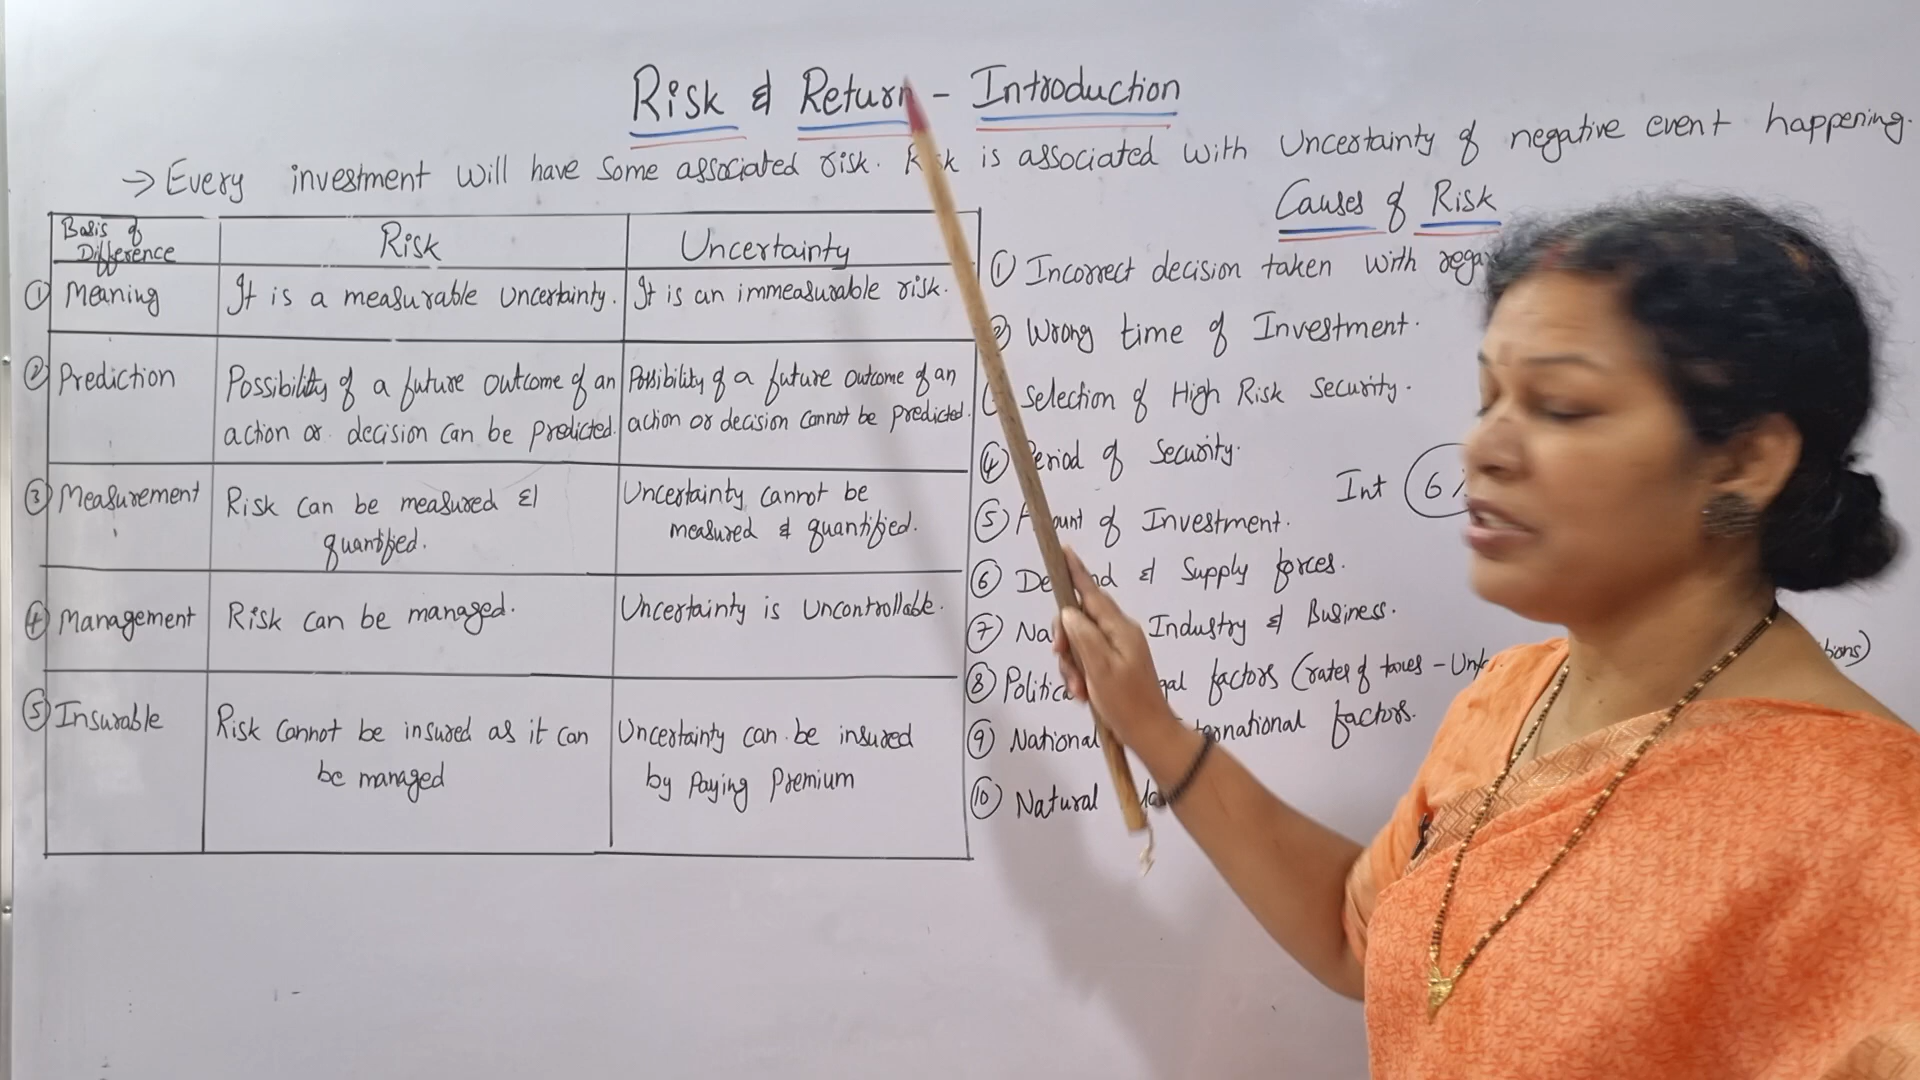 Risk & Return - Introduction
→ Every investment will have some associated risk. is associated with Uncertainty of negative event happening.
Basis of
Difference
Risk
Uncertainty
① Meaning
It is a measurable Uncertainty.
It is an immeasurable risk.
② Prediction
Possibility of a future outcome of an
action or decision can be predicted.
Possibility of a future outcome of an
action or decision cannot be predicted.
③ Measurement
Risk can be measured &
quantified.
Uncertainty cannot be
measured & quantified.
④ Management
Risk can be managed.
Uncertainty is Uncontrollable.
⑤ Insurable
Risk cannot be insured as it can
be managed
Uncertainty can be insured
by paying premium
Causes of Risk
① Incorrect decision taken with
Wrong time of Investment.
Selection of High Risk Security.
④ Period of Security.
⑤ of Investment.
⑥ & Supply forces.
⑦ Industry & Business.
⑧ factors (rates of taxes -
⑨ National factors.
⑩ Natural
Int 6